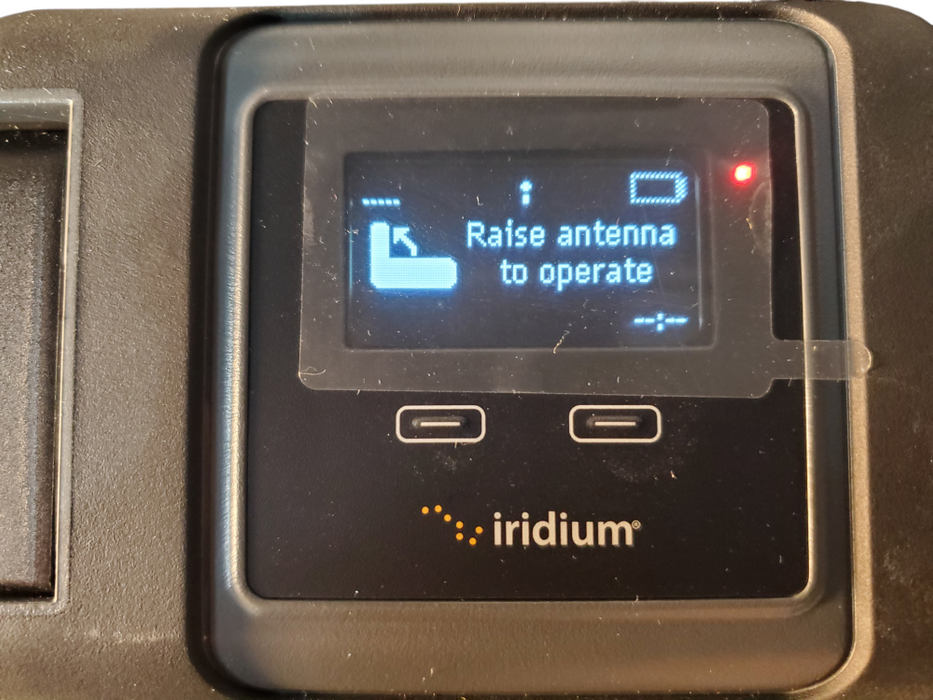 Raise antenna
to operate
--:--
iridium®